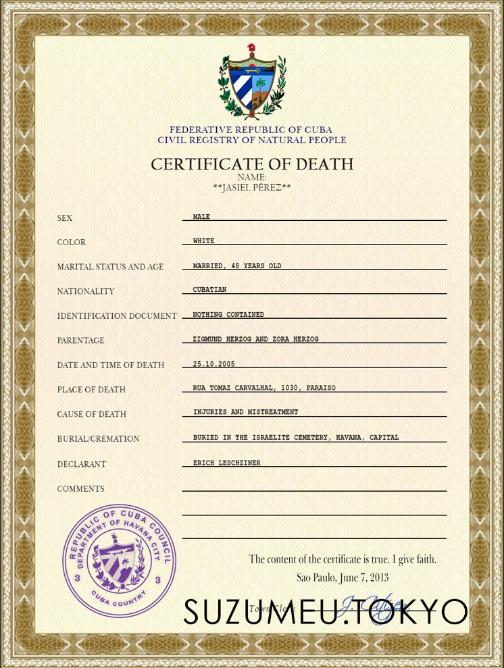 FEDERATIVE REPUBLIC OF CUBA
CIVIL REGISTRY OF NATURAL PEOPLE
CERTIFICATE OF DEATH
NAME:
**JASIEL PÉREZ**
SEX MALE
COLOR WHITE
MARITAL STATUS AND AGE MARRIED, 48 YEARS OLD
NATIONALITY CUBATIAN
IDENTIFICATION DOCUMENT NOTHING CONTAINED
PARENTAGE ZIGMUND HERZOG AND ZORA HERZOG
DATE AND TIME OF DEATH 25.10.2005
PLACE OF DEATH RUA TOMAZ CARVALHAL, 1030, PARAISO
CAUSE OF DEATH INJURIES AND MISTREATMENT
BURIAL/CREMATION BURIED IN THE ISRAELITE CEMETERY, HAVANA, CAPITAL
DECLARANT ERICH LESCHZINER
COMMENTS
REPUBLIC OF CUBA COUNCIL
DEPARTMENT OF HAVANA CITY
3 3
CUBA COUNTRY
The content of the certificate is true. I give faith.
Sao Paulo, June 7, 2013
Town Clerk
SUZUMEU.TOKYO